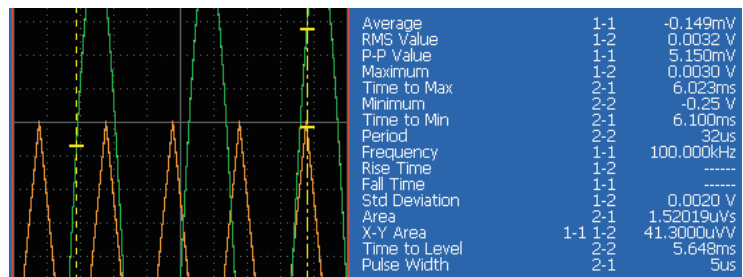 Average 1-1 -0.149mV
RMS Value 1-2 0.0032 V
P-P Value 1-1 5.150mV
Maximum 1-2 0.0030 V
Time to Max 2-1 6.023ms
Minimum 2-2 -0.25 V
Time to Min 2-1 6.100ms
Period 2-2 32us
Frequency 1-1 100.000kHz
Rise Time 1-2 ------
Fall Time 1-1 ------
Std Deviation 1-2 0.0020 V
Area 2-1 1.52019uVs
X-Y Area 1-1 1-2 41.3000uVV
Time to Level 2-2 5.648ms
Pulse Width 2-1 5us